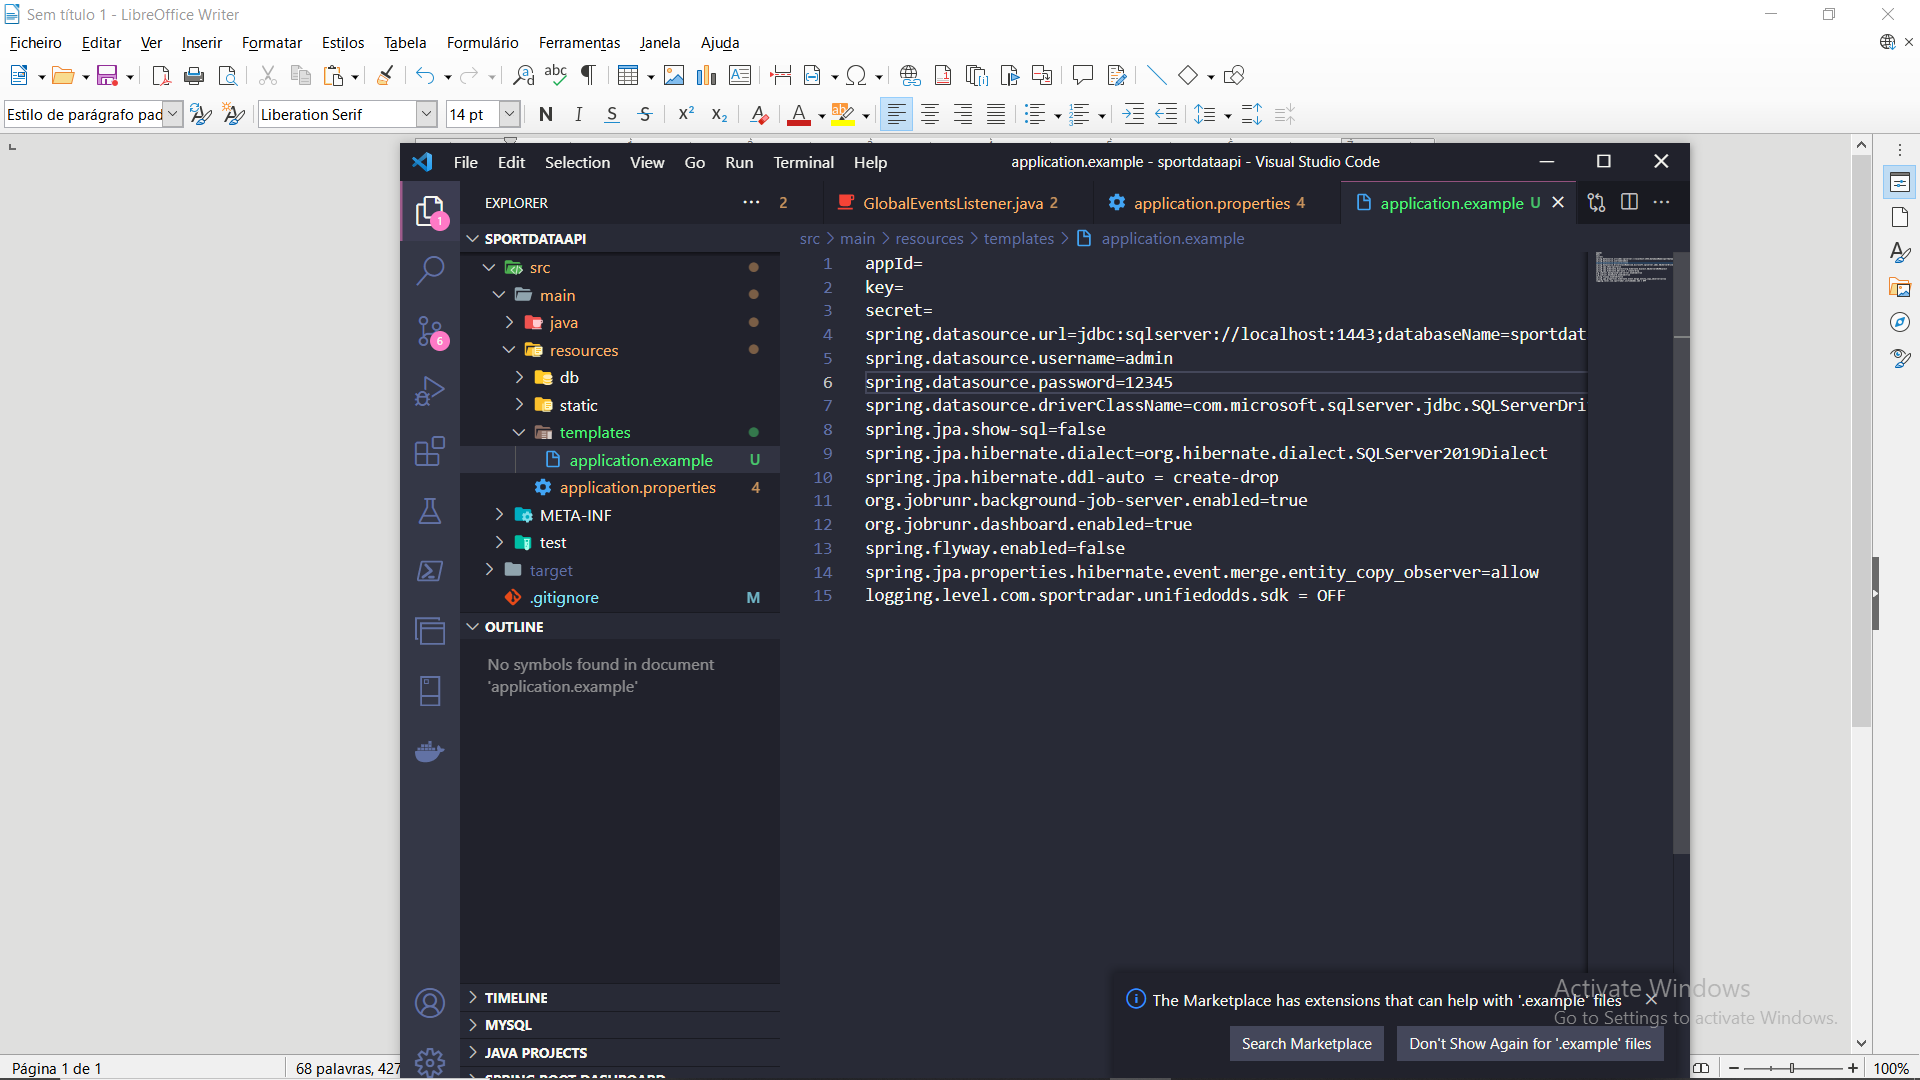 Sem título 1 - LibreOffice Writer
Ficheiro Editar Ver Inserir Formatar Estilos Tabela Formulário Ferramentas Janela Ajuda
Estilo de parágrafo pad Liberation Serif 14 pt N I S S X² X₂
File Edit Selection View Go Run Terminal Help application.example - sportdataapi - Visual Studio Code
EXPLORER
2 GlobalEventsListener.java 2 application.properties 4 application.example U
src > main > resources > templates > application.example
SPORTDATAAPI
src
main
java
resources
db
static
templates
application.example U
application.properties 4
META-INF
test
target
.gitignore M
OUTLINE
No symbols found in document
'application.example'
TIMELINE
MYSQL
JAVA PROJECTS
SPRING BOOT DASHBOARD
1
6
1 appId=
2 key=
3 secret=
4 spring.datasource.url=jdbc:sqlserver://localhost:1443;databaseName=sportdat
5 spring.datasource.username=admin
6 spring.datasource.password=12345
7 spring.datasource.driverClassName=com.microsoft.sqlserver.jdbc.SQLServerDri
8 spring.jpa.show-sql=false
9 spring.jpa.hibernate.dialect=org.hibernate.dialect.SQLServer2019Dialect
10 spring.jpa.hibernate.ddl-auto = create-drop
11 org.jobrunr.background-job-server.enabled=true
12 org.jobrunr.dashboard.enabled=true
13 spring.flyway.enabled=false
14 spring.jpa.properties.hibernate.event.merge.entity_copy_observer=allow
15 logging.level.com.sportradar.unifiedodds.sdk = OFF
The Marketplace has extensions that can help with '.example' files
Search Marketplace Don't Show Again for '.example' files
Activate Windows
Go to Settings to activate Windows.
Página 1 de 1 68 palavras, 427
100%